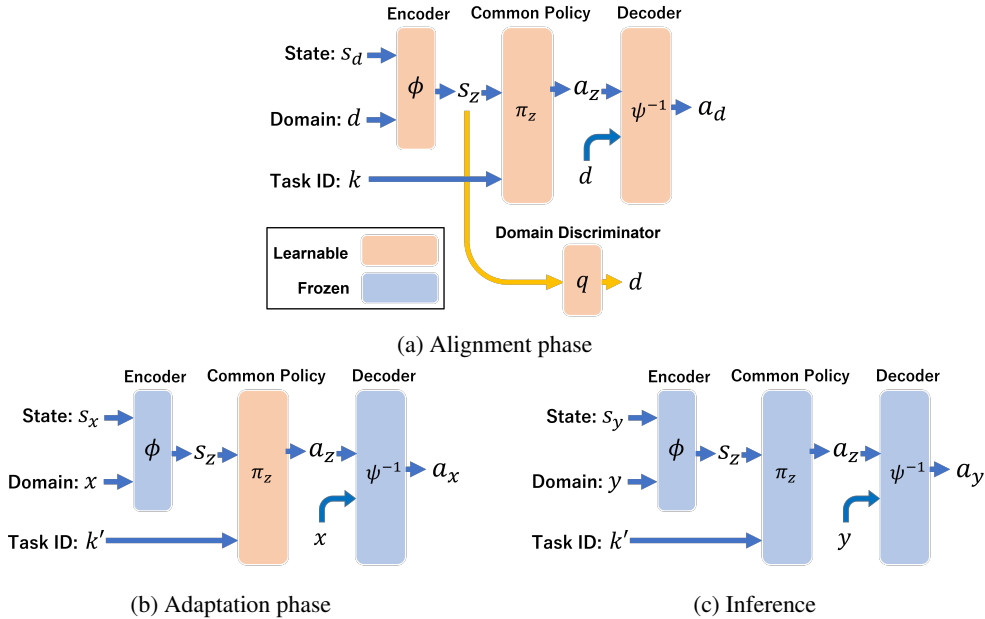 Encoder Common Policy Decoder
State: s_d
ϕ
s_z
π_z
a_z
ψ⁻¹
a_d
Domain: d
d
Task ID: k
Domain Discriminator
Learnable
Frozen
q
d
(a) Alignment phase
Encoder Common Policy Decoder
State: s_x
ϕ
s_z
π_z
a_z
ψ⁻¹
a_x
Domain: x
x
Task ID: k′
(b) Adaptation phase
Encoder Common Policy Decoder
State: s_y
ϕ
s_z
π_z
a_z
ψ⁻¹
a_y
Domain: y
y
Task ID: k′
(c) Inference